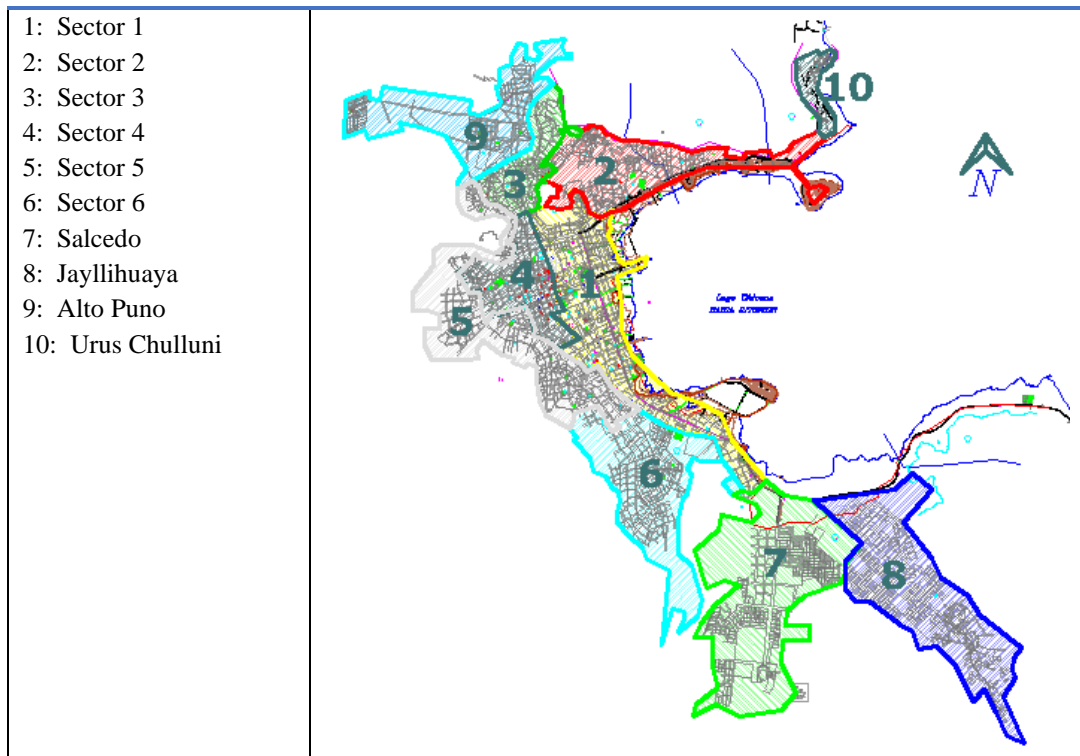 1: Sector 1
2: Sector 2
3: Sector 3
4: Sector 4
5: Sector 5
6: Sector 6
7: Salcedo
8: Jayllihuaya
9: Alto Puno
10: Urus Chulluni
10
9
2
3
N
4
1
5
6
7
8